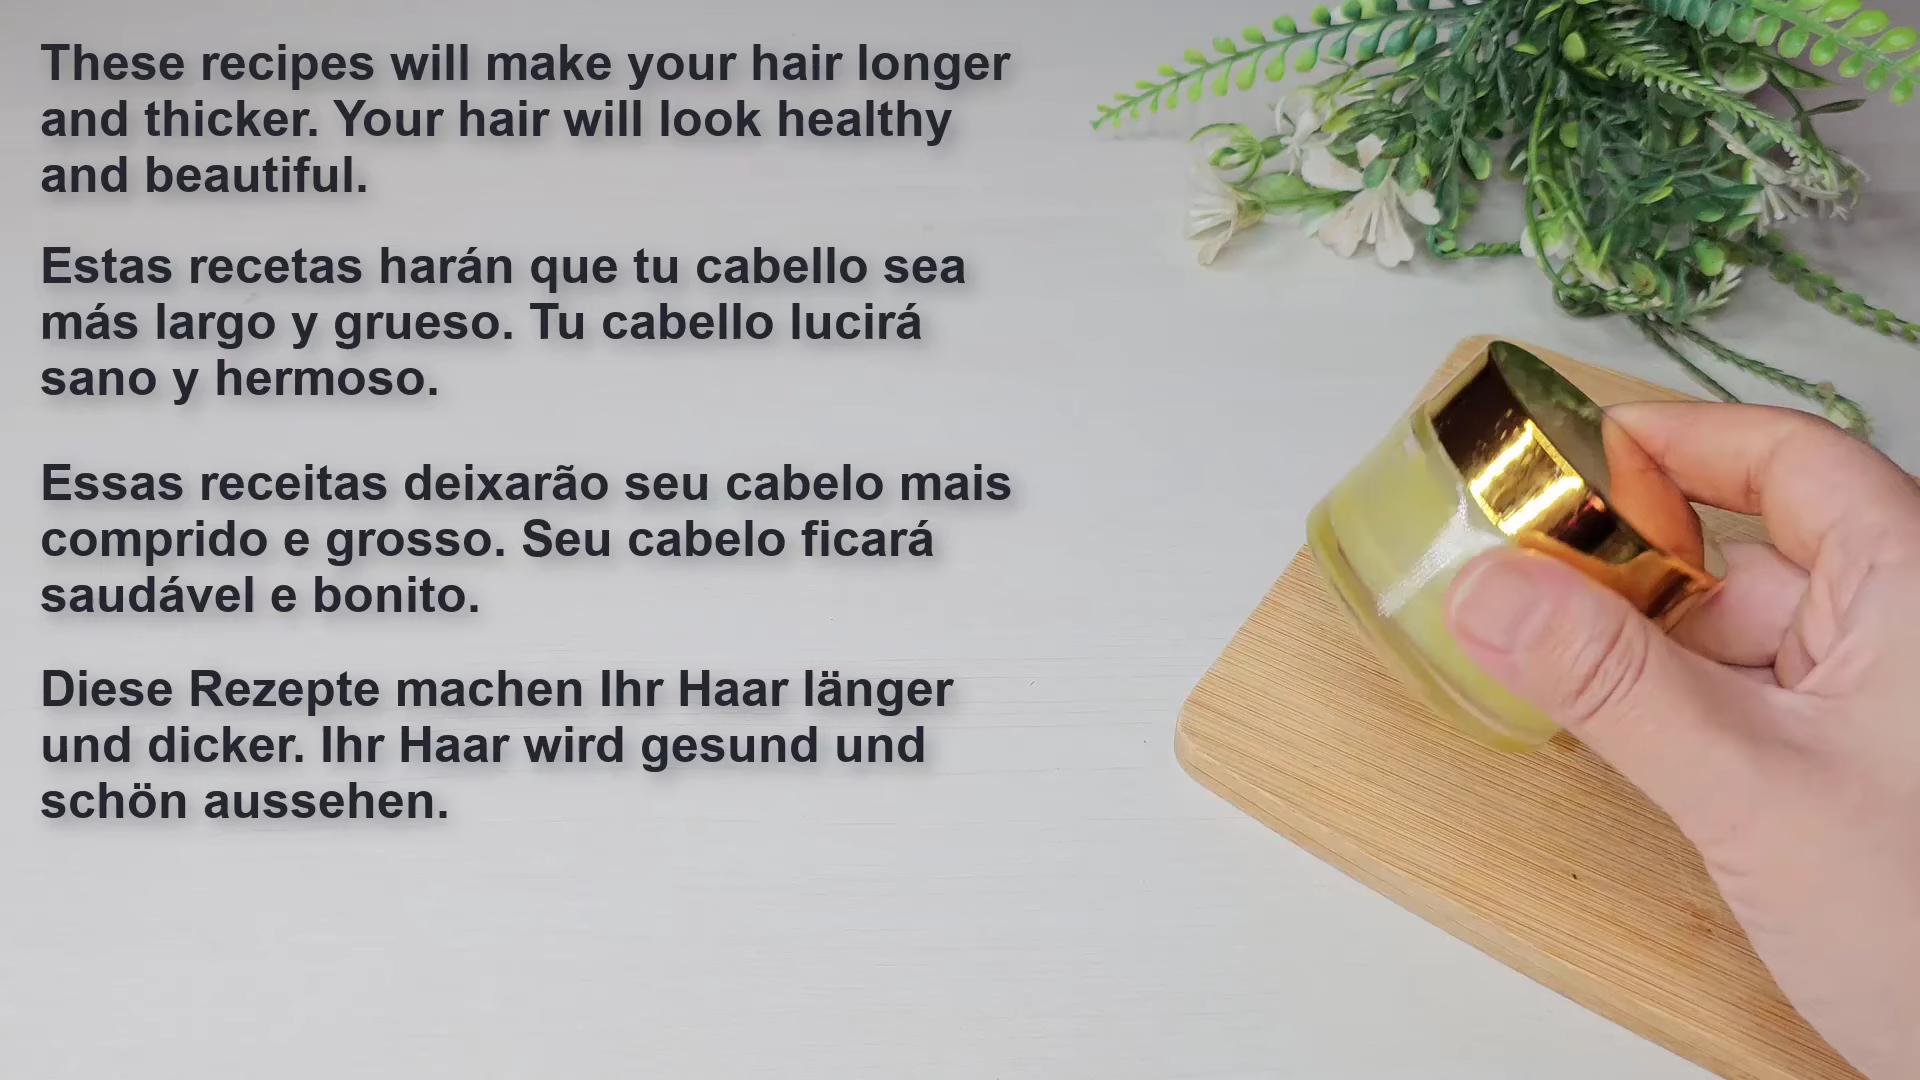 These recipes will make your hair longer
and thicker. Your hair will look healthy
and beautiful.
Estas recetas harán que tu cabello sea
más largo y grueso. Tu cabello lucirá
sano y hermoso.
Essas receitas deixarão seu cabelo mais
comprido e grosso. Seu cabelo ficará
saudável e bonito.
Diese Rezepte machen Ihr Haar länger
und dicker. Ihr Haar wird gesund und
schön aussehen.